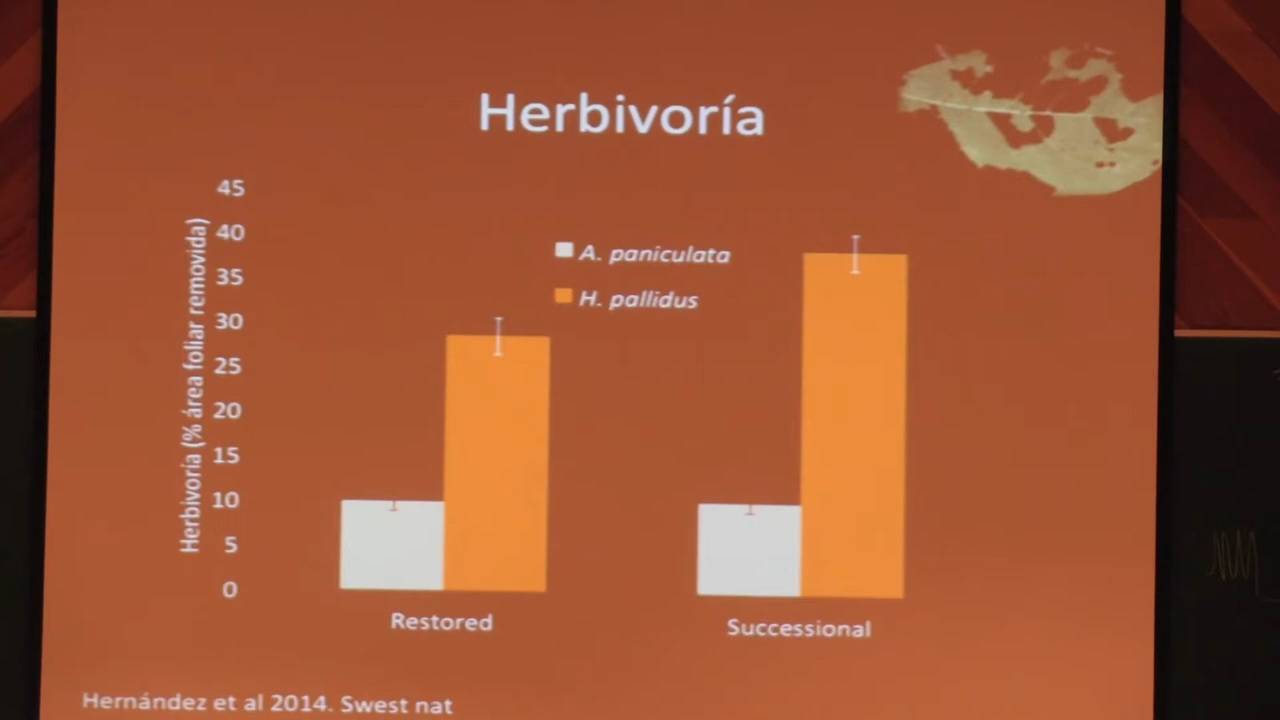 Herbivoría
45
40
35
30
25
20
15
10
5
0
Herbivoría (% área foliar removida)
A. paniculata
H. pallidus
Restored
Successional
Hernández et al 2014. Swest nat